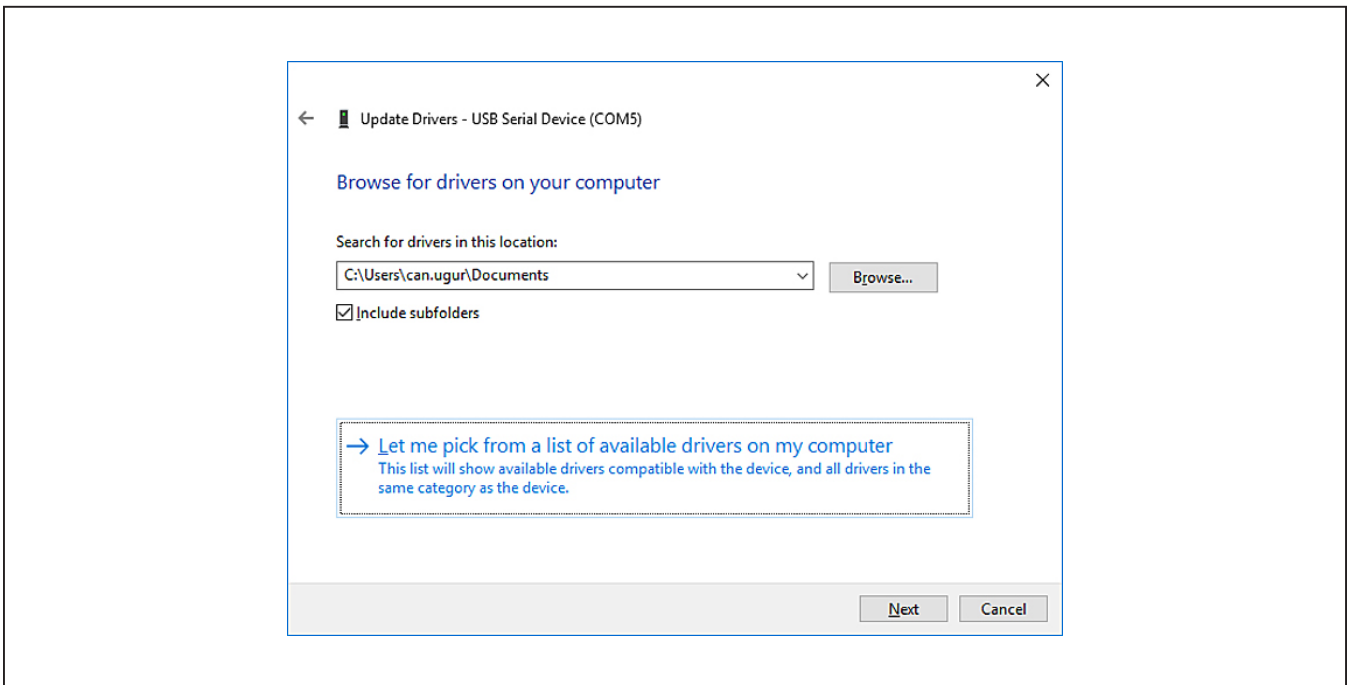 Update Drivers - USB Serial Device (COM5)
Browse for drivers on your computer
Search for drivers in this location:
C:\Users\can.ugur\Documents
Browse...
Include subfolders
Let me pick from a list of available drivers on my computer
This list will show available drivers compatible with the device, and all drivers in the
same category as the device.
Next
Cancel